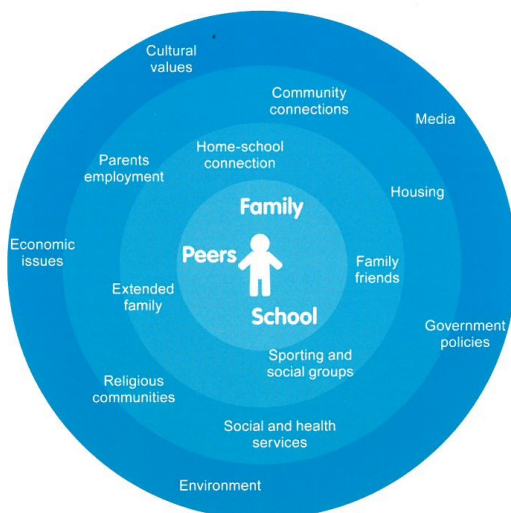 Cultural
values
Community
connections
Media
Home-school
connection
Parents
employment
Housing
Family
Economic
issues
Peers
Family
friends
Extended
family
School
Government
policies
Sporting and
social groups
Religious
communities
Social and health
services
Environment